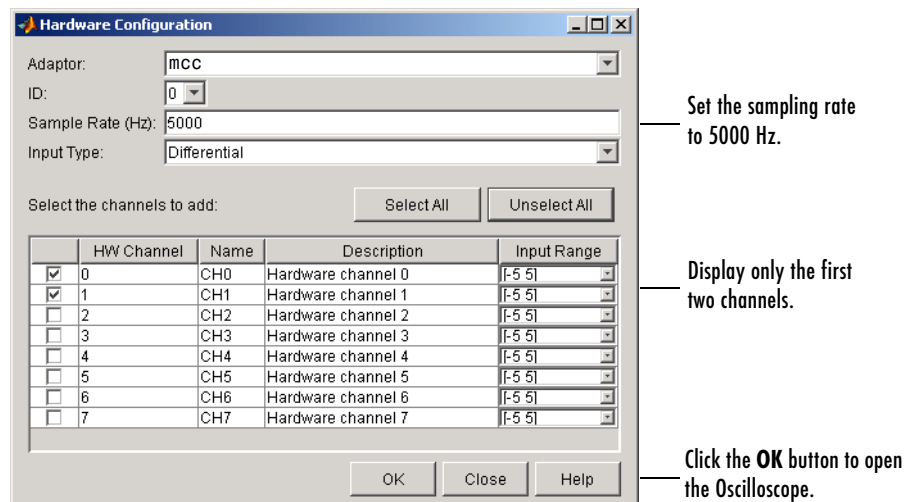 Hardware Configuration
Adaptor: mcc
ID: 0
Sample Rate (Hz): 5000
Input Type: Differential
Set the sampling rate
to 5000 Hz.
Select the channels to add: Select All Unselect All
HW Channel Name Description Input Range
0 CH0 Hardware channel 0 [-5 5]
1 CH1 Hardware channel 1 [-5 5]
2 CH2 Hardware channel 2 [-5 5]
3 CH3 Hardware channel 3 [-5 5]
4 CH4 Hardware channel 4 [-5 5]
5 CH5 Hardware channel 5 [-5 5]
6 CH6 Hardware channel 6 [-5 5]
7 CH7 Hardware channel 7 [-5 5]
Display only the first
two channels.
OK Close Help
Click the OK button to open
the Oscilloscope.